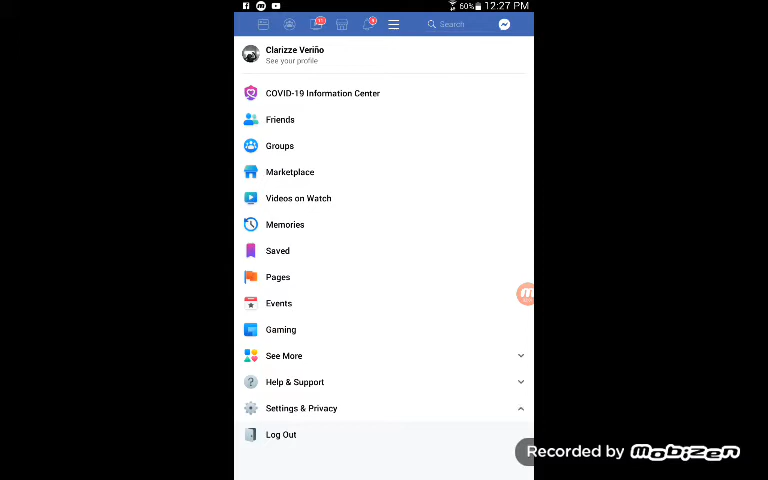 60% 12:27 PM
Search
Clarizze Veriño
See your profile
COVID-19 Information Center
Friends
Groups
Marketplace
Videos on Watch
Memories
Saved
Pages
Events
Gaming
See More
Help & Support
Settings & Privacy
Log Out
Recorded by mobizen